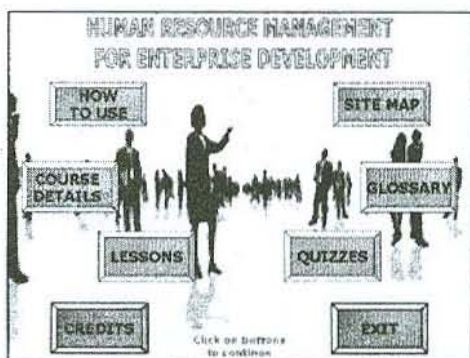 HUMAN RESOURCE MANAGEMENT
FOR ENTERPRISE DEVELOPMENT
HOW
TO USE
SITE MAP
COURSE
DETAILS
GLOSSARY
LESSONS
QUIZZES
CREDITS
EXIT
Click on buttons
to continue